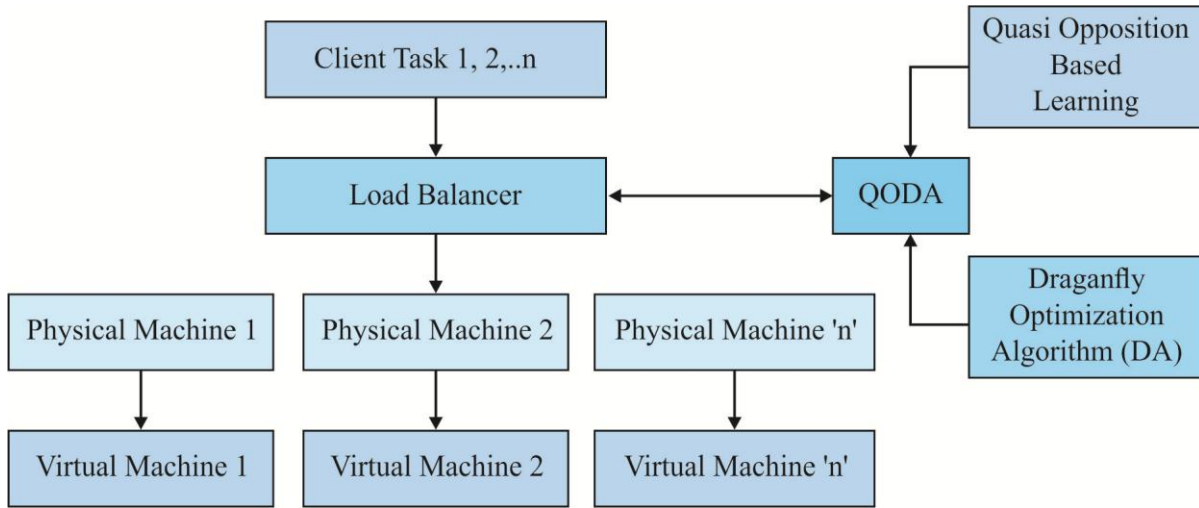 Client Task 1, 2,..n
Quasi Opposition
Based
Learning
Load Balancer
QODA
Physical Machine 1
Physical Machine 2
Physical Machine 'n'
Draganfly
Optimization
Algorithm (DA)
Virtual Machine 1
Virtual Machine 2
Virtual Machine 'n'